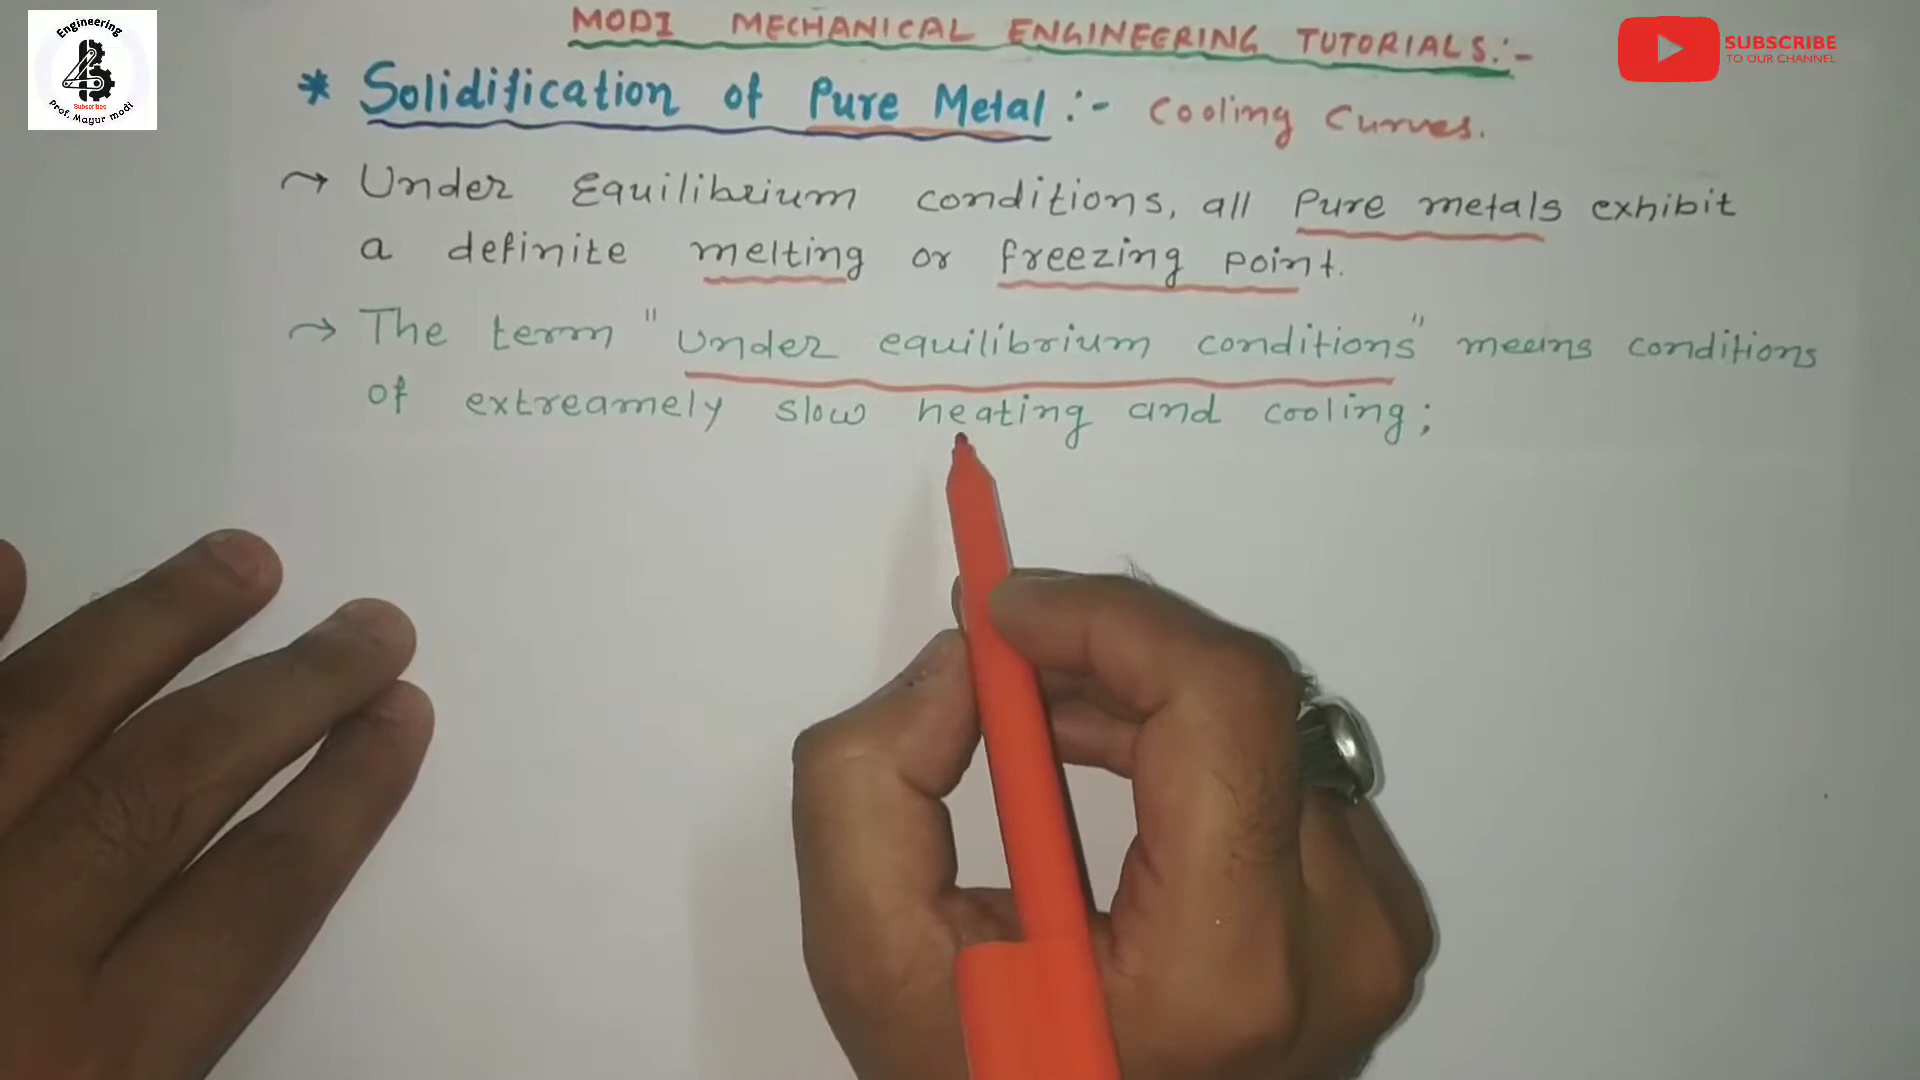 Engineering
Subscribes
Prof. Mayur modi
MODI MECHANICAL ENGINEERING TUTORIALS:-
SUBSCRIBE
TO OUR CHANNEL
* Solidification of Pure Metal :- Cooling Curves.
→ Under Equilibrium conditions, all Pure metals exhibit
a definite melting or freezing point.
→ The term "Under equilibrium conditions" means conditions
of extreamely slow heating and cooling;